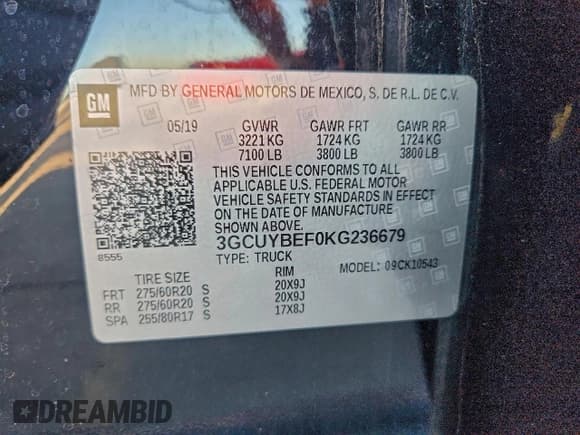 GM
MFD BY GENERAL MOTORS DE MEXICO, S. DE R.L. DE C.V.
05/19 GVWR GAWR FRT GAWR RR
3221 KG 1724 KG 1724 KG
7100 LB 3800 LB 3800 LB
THIS VEHICLE CONFORMS TO ALL
APPLICABLE U.S. FEDERAL MOTOR
VEHICLE SAFETY STANDARDS IN EFFECT
ON THE DATE OF MANUFACTURE
SHOWN ABOVE.
3GCUYBEF0KG236679
8555
TYPE: TRUCK MODEL: 09CK10543
TIRE SIZE RIM
FRT 275/60R20 S 20X9J
RR 275/60R20 S 20X9J
SPA 255/80R17 S 17X8J
DREAMBID